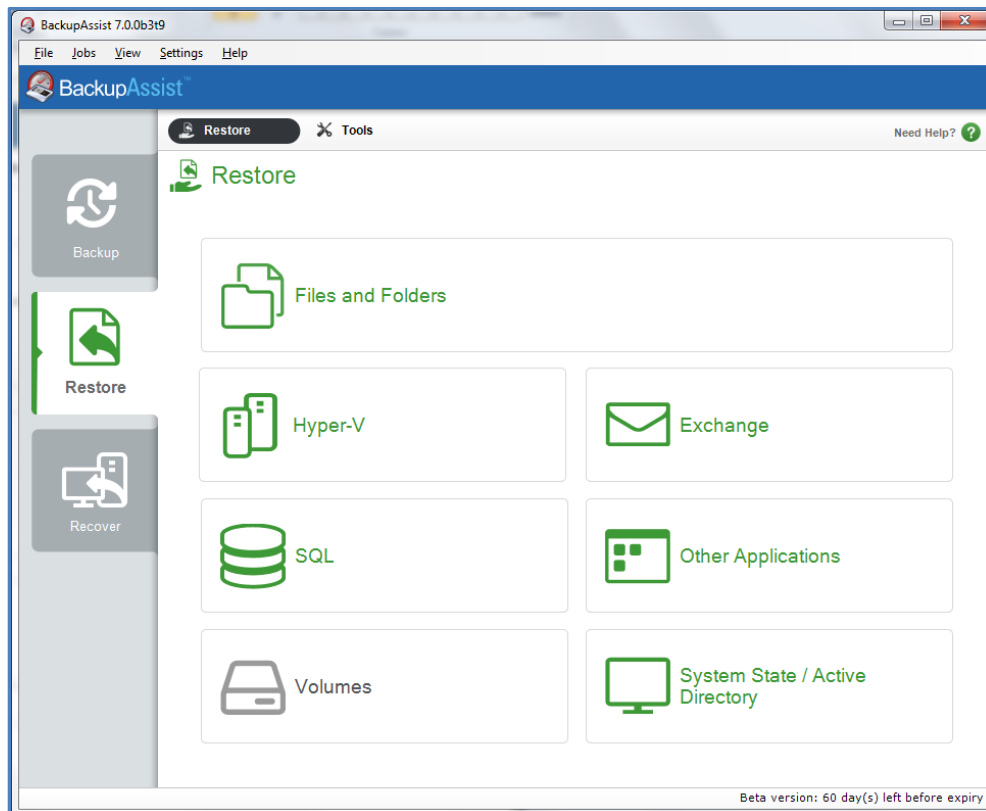 BackupAssist 7.0.0b3t9
File Jobs View Settings Help
BackupAssist™
Restore Tools Need Help? ?
Backup
Restore
Recover
Restore
Files and Folders
Hyper-V
Exchange
SQL
Other Applications
Volumes
System State / Active
Directory
Beta version: 60 day(s) left before expiry